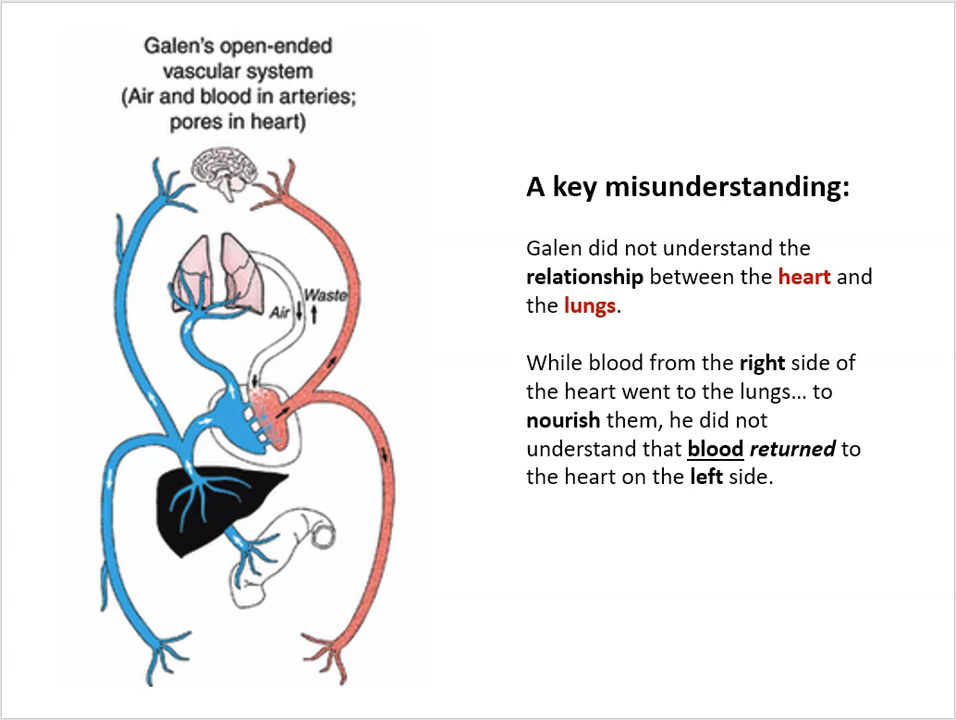 Galen's open-ended
vascular system
(Air and blood in arteries;
pores in heart)
Waste
Air
A key misunderstanding:
Galen did not understand the
relationship between the heart and
the lungs.
While blood from the right side of
the heart went to the lungs... to
nourish them, he did not
understand that blood returned to
the heart on the left side.